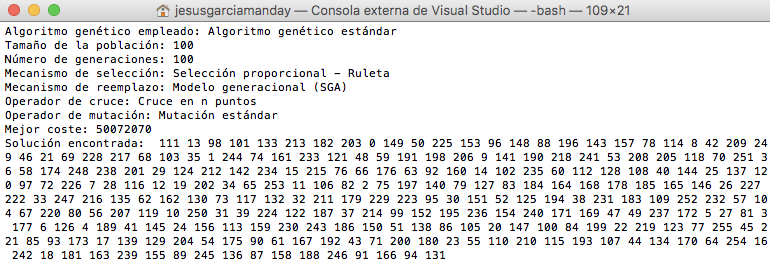 jesusgarciamanday — Consola externa de Visual Studio — -bash — 109×21
Algoritmo genético empleado: Algoritmo genético estándar
Tamaño de la población: 100
Número de generaciones: 100
Mecanismo de selección: Selección proporcional - Ruleta
Mecanismo de reemplazo: Modelo generacional (SGA)
Operador de cruce: Cruce en n puntos
Operador de mutación: Mutación estándar
Mejor coste: 50072070
Solución encontrada:  111 13 98 101 133 213 182 203 0 149 50 225 153 96 148 88 196 143 157 78 114 8 42 209 24
9 46 21 69 228 217 68 103 35 1 244 74 161 233 121 48 59 191 198 206 9 141 190 218 241 53 208 205 118 70 251 3
6 58 174 248 238 201 29 124 212 142 234 15 215 76 66 176 63 92 160 14 102 235 60 112 128 108 40 144 25 137 12
0 97 72 226 7 28 116 12 19 202 34 65 253 11 106 82 2 75 197 140 79 127 83 184 164 168 178 185 165 146 26 227
222 33 247 216 135 62 162 130 73 117 132 32 211 179 229 223 95 30 151 52 125 194 38 231 183 109 252 232 57 10
4 67 220 80 56 207 119 10 250 31 39 224 122 187 37 214 99 152 195 236 154 240 171 169 47 49 237 172 5 27 81 3
177 6 126 4 189 41 145 24 156 113 159 230 243 186 150 51 138 86 105 20 147 100 84 199 22 219 123 77 255 45 2
21 85 93 173 17 139 129 204 54 175 90 61 167 192 43 71 200 180 23 55 110 210 115 193 107 44 134 170 64 254 16
242 18 181 163 239 155 89 245 136 87 158 188 246 91 166 94 131